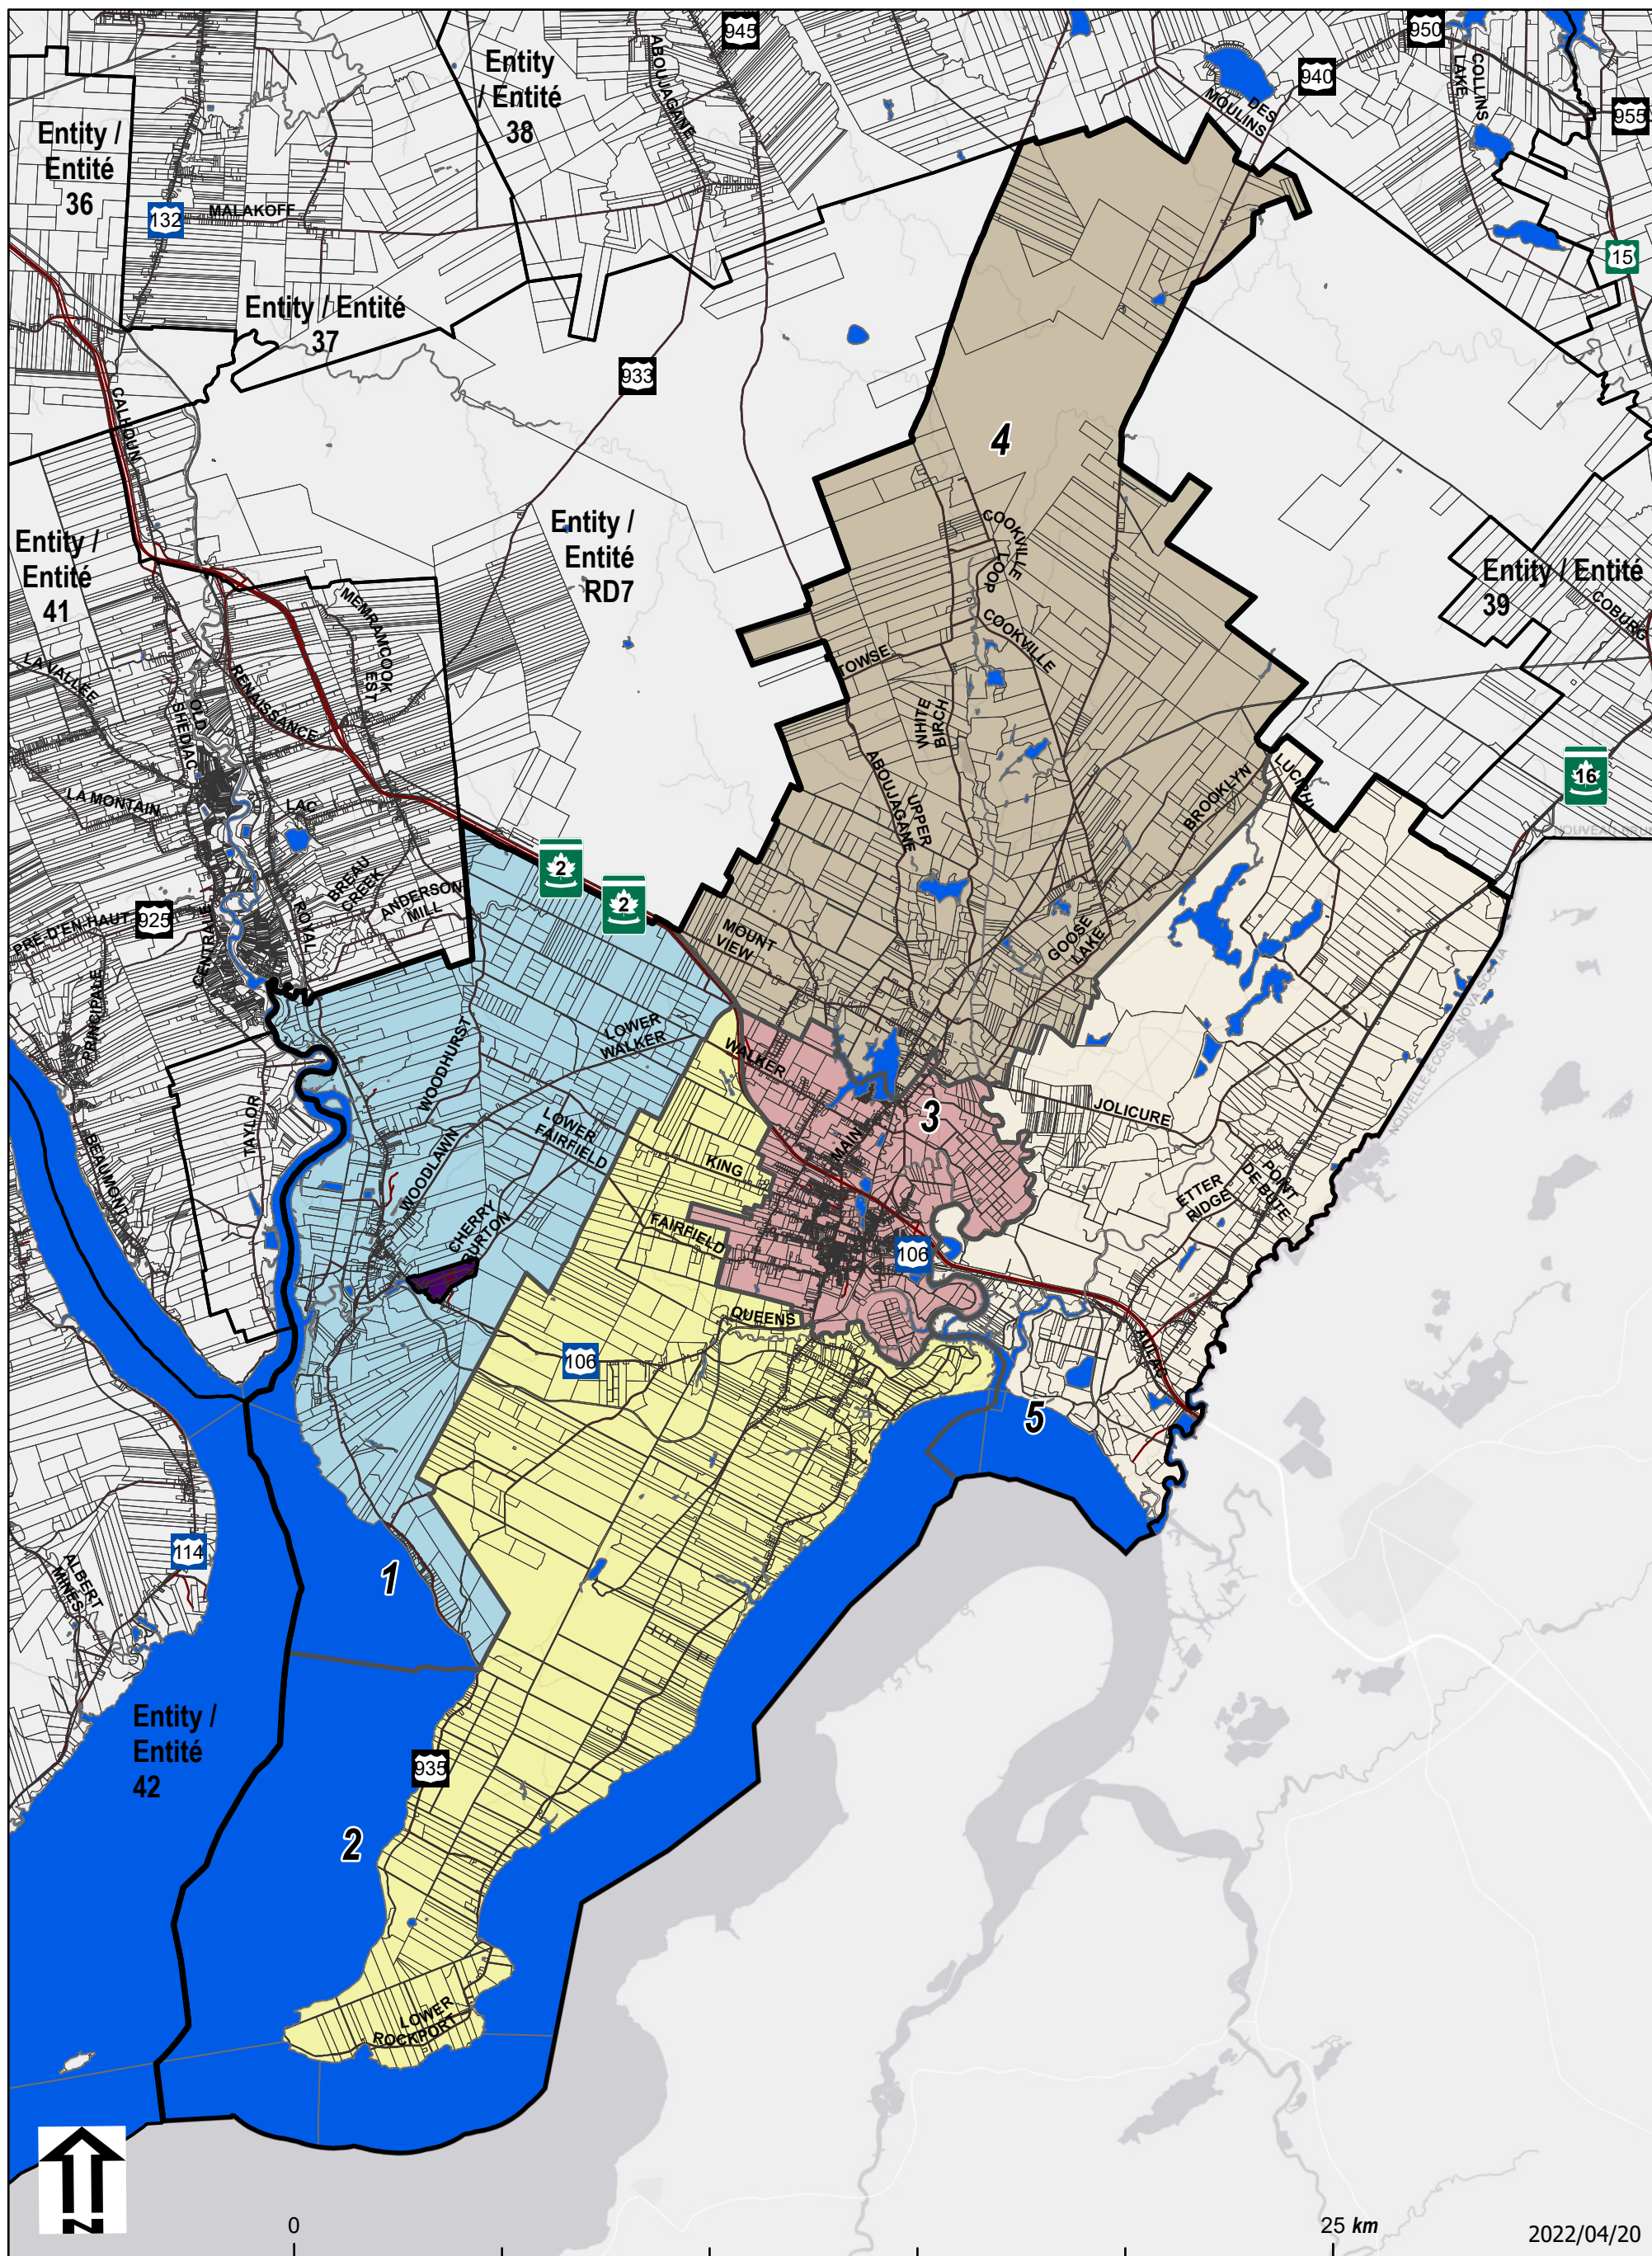 945
950
940
955
ABOUJAGANE
COLLINS
LAKE
DES
MOULINS
Entity
/ Entité
38
Entity /
Entité
36
132
MALAKOFF
15
Entity / Entité
37
933
CALHOUN
4
Entity /
Entité
41
Entity /
Entité
RD7
COOKVILLE
LOOP
COOKVILLE
Entity / Entité
39
COBURG
MEMRAMCOOK
EST
LA VALLÉE
OLD
SHEDIAC
RENAISSANCE
TOWSE
WHITE
BIRCH
ABOUJAGANE
UPPER
BROOKLYN
16
LA MONTAIN
LAC
BREAU
CREEK
ANDERSON
MILL
2
2
PRÉ-D'EN-HAUT
925
CENTRALE
ROYAL
MOUNT
VIEW
GOOSE
LAKE
PRINCIPALE
WOODHURST
LOWER
WALKER
WALKER
NOUVELLE-ÉCOSSE NOVA SCOTIA
TAYLOR
BEAUMONT
LOWER
FAIRFIELD
WOODLAWN
3
JOLICURE
MAIN
KING
ETTER
RIDGE
POINT
DE BUTE
CHERRY
BURTON
FAIRFIELD
106
QUEENS
106
AULAC
5
114
ALBERT
MINES
1
Entity /
Entité
42
935
2
LOWER
ROCKPORT
N
0
25 km
2022/04/20